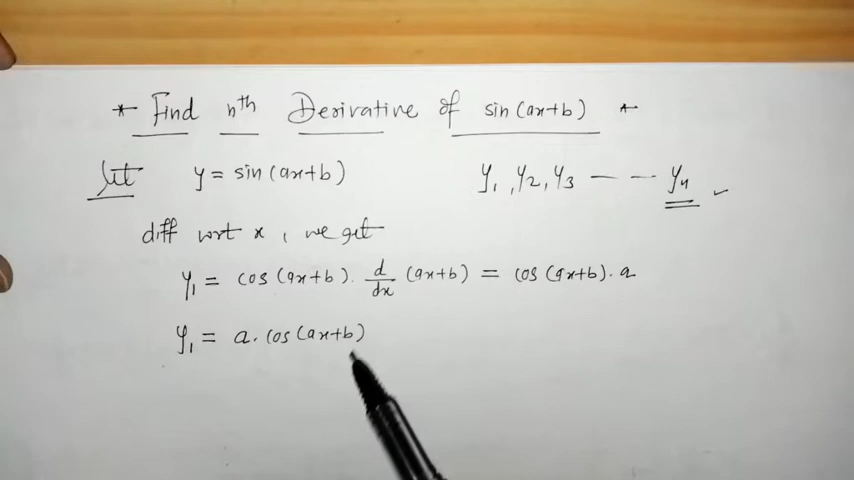 * Find nth Derivative of sin(ax+b) *
Let y = sin(ax+b) y₁, y₂, y₃ — — yₙ ✓
diff wrt x, we get
y₁ = cos(ax+b). d/dx (ax+b) = cos(ax+b). a
y₁ = a. cos(ax+b)